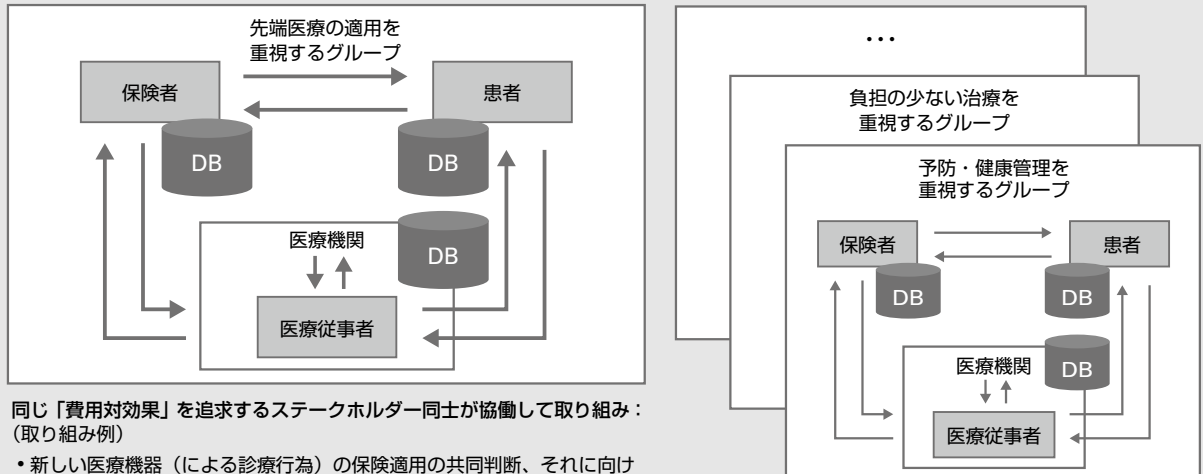 先端医療の適用を
重視するグループ
保険者
患者
DB
DB
医療機関
DB
医療従事者
同じ「費用対効果」を追求するステークホルダー同士が協働して取り組み：
（取り組み例）
• 新しい医療機器（による診療行為）の保険適用の共同判断、それに向け
…
負担の少ない治療を
重視するグループ
予防・健康管理を
重視するグループ
保険者
患者
DB
DB
医療機関
DB
医療従事者